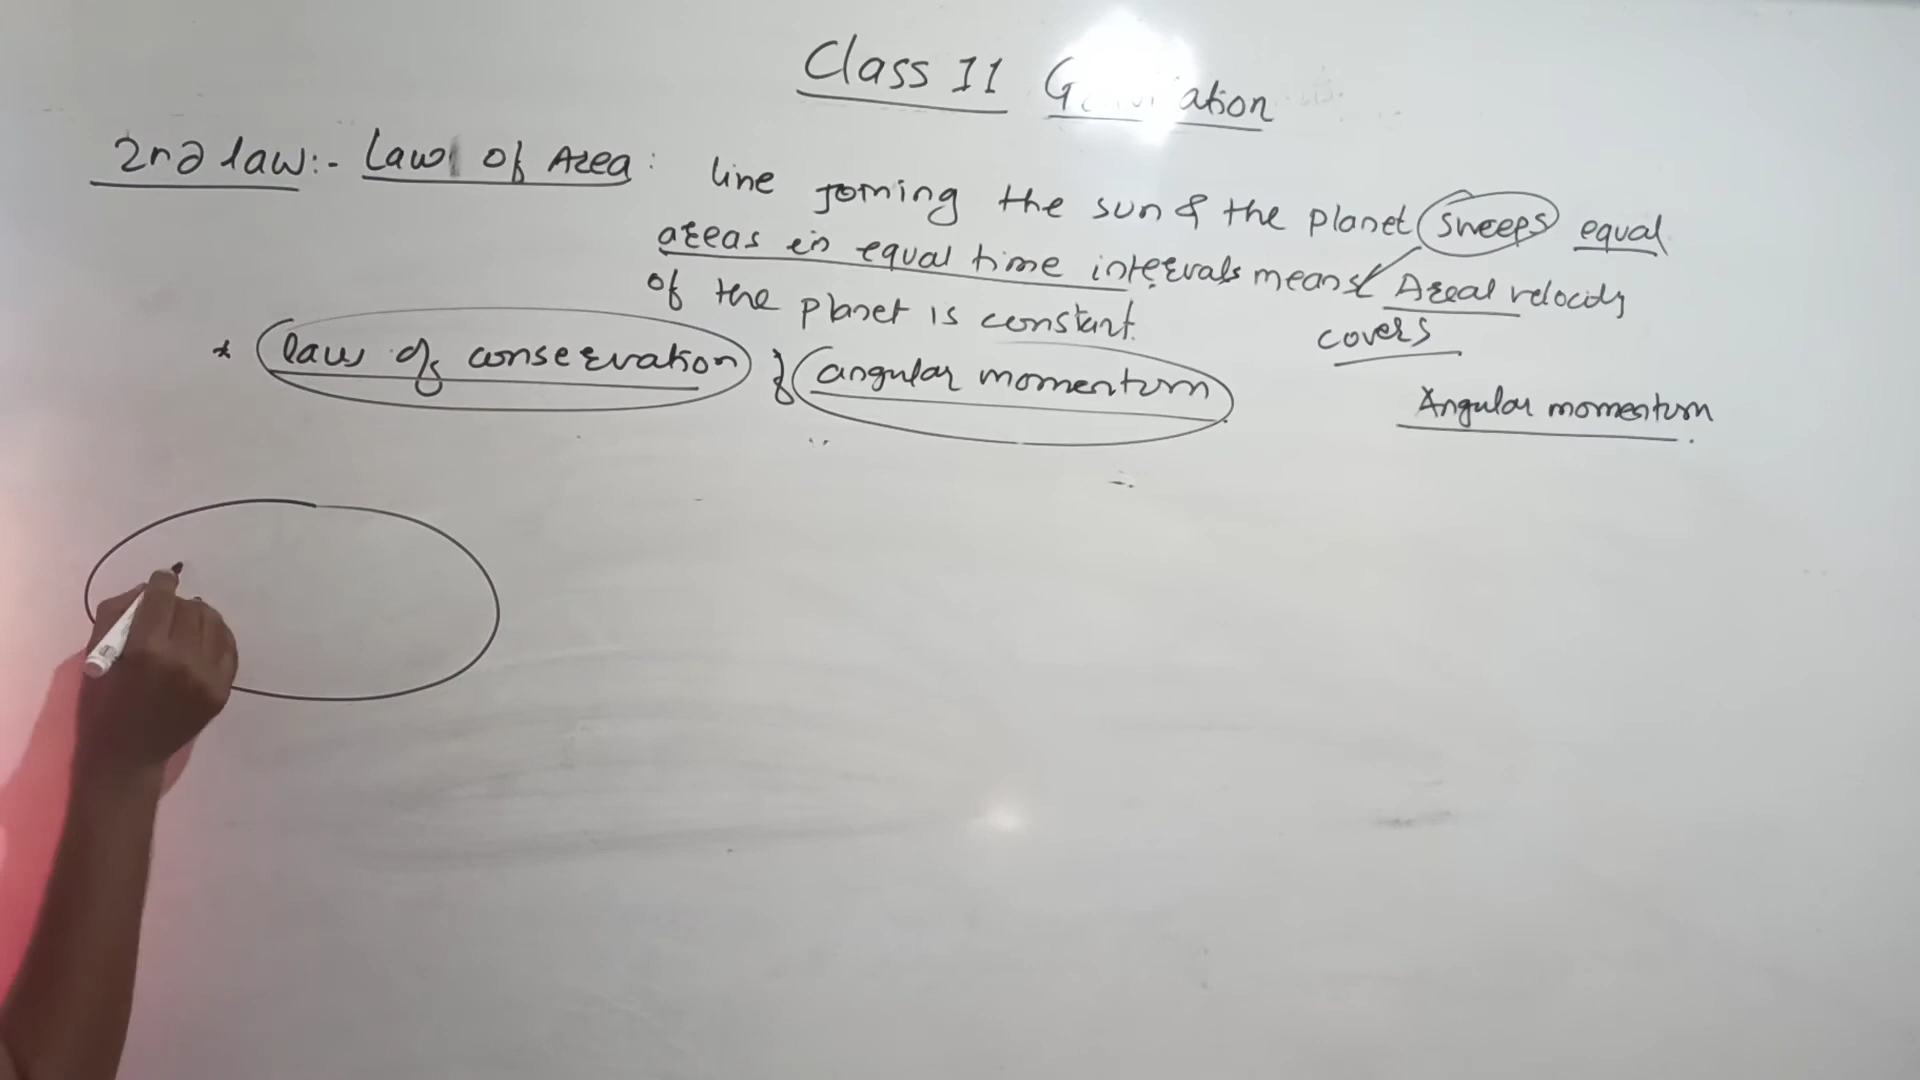 Class 11 Gravitation
2nd law:- Law of Area: line joining the sun & the planet sweeps equal
areas in equal time intervals means Areal velocity
of the planet is constant.
covers
* law of conservation of angular momentum
Angular momentum.